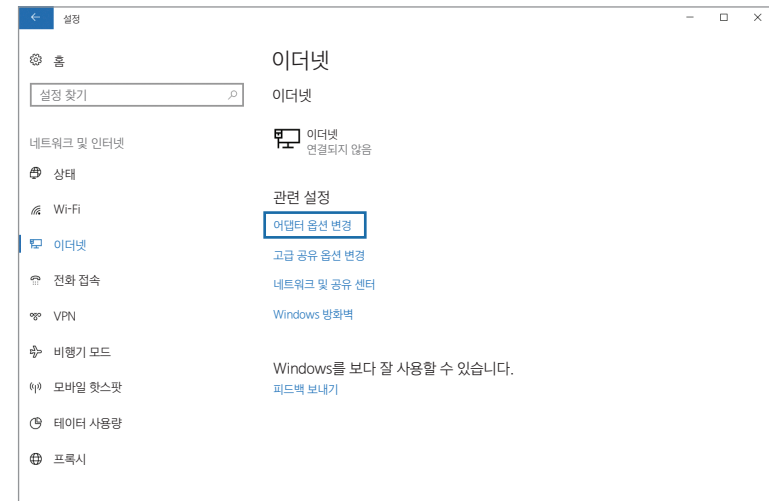 설정
홈
설정 찾기
네트워크 및 인터넷
상태
Wi-Fi
이더넷
전화 접속
VPN
비행기 모드
모바일 핫스팟
테이터 사용량
프록시
이더넷
이더넷
이더넷
연결되지 않음
관련 설정
어댑터 옵션 변경
고급 공유 옵션 변경
네트워크 및 공유 센터
Windows 방화벽
Windows를 보다 잘 사용할 수 있습니다.
피드백 보내기